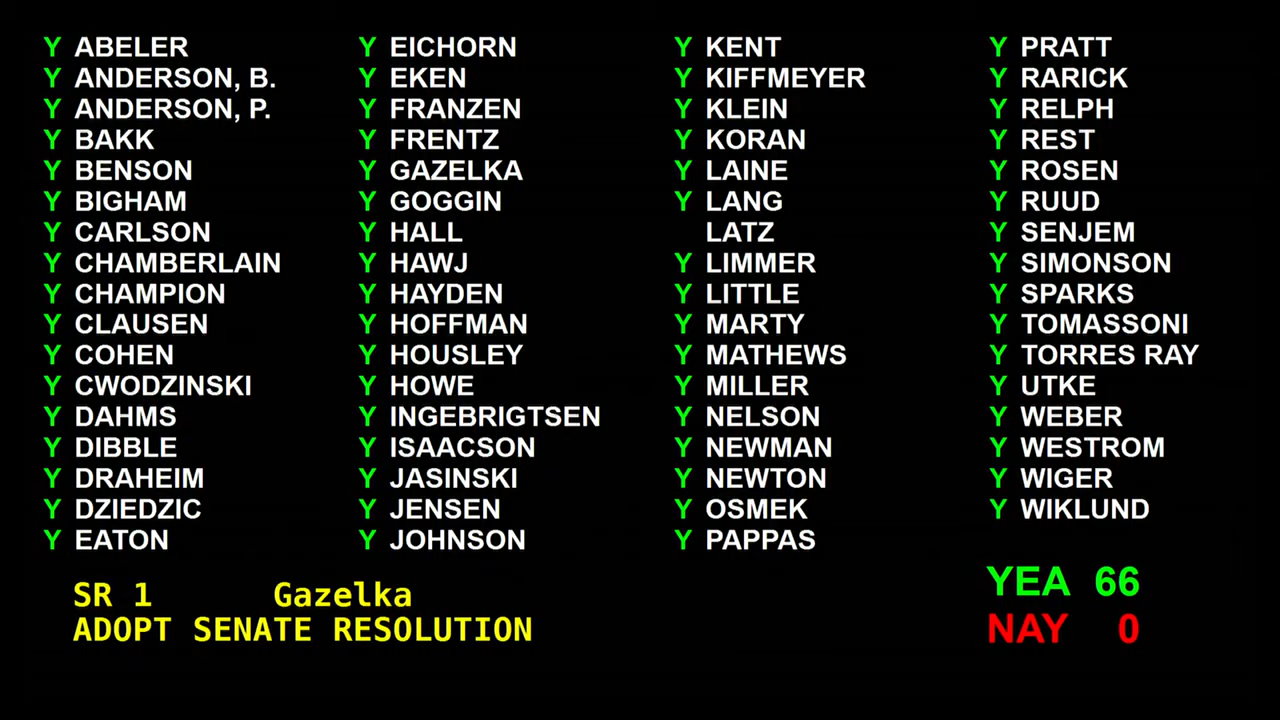 Y ABELER Y EICHORN Y KENT Y PRATT
Y ANDERSON, B. Y EKEN Y KIFFMEYER Y RARICK
Y ANDERSON, P. Y FRANZEN Y KLEIN Y RELPH
Y BAKK Y FRENTZ Y KORAN Y REST
Y BENSON Y GAZELKA Y LAINE Y ROSEN
Y BIGHAM Y GOGGIN Y LANG Y RUUD
Y CARLSON Y HALL LATZ Y SENJEM
Y CHAMBERLAIN Y HAWJ Y LIMMER Y SIMONSON
Y CHAMPION Y HAYDEN Y LITTLE Y SPARKS
Y CLAUSEN Y HOFFMAN Y MARTY Y TOMASSONI
Y COHEN Y HOUSLEY Y MATHEWS Y TORRES RAY
Y CWODZINSKI Y HOWE Y MILLER Y UTKE
Y DAHMS Y INGEBRIGTSEN Y NELSON Y WEBER
Y DIBBLE Y ISAACSON Y NEWMAN Y WESTROM
Y DRAHEIM Y JASINSKI Y NEWTON Y WIGER
Y DZIEDZIC Y JENSEN Y OSMEK Y WIKLUND
Y EATON Y JOHNSON Y PAPPAS
SR 1 Gazelka YEA 66
ADOPT SENATE RESOLUTION NAY 0